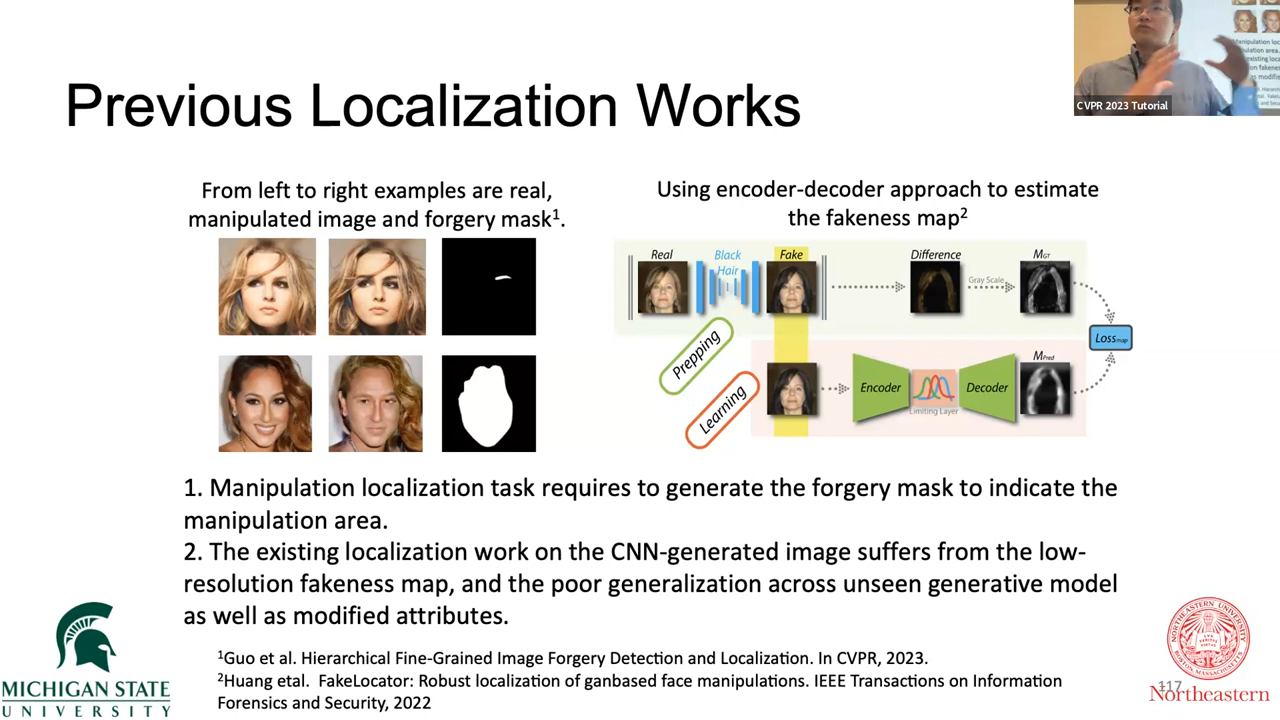 Previous Localization Works
CVPR 2023 Tutorial
From left to right examples are real,
manipulated image and forgery mask¹.
Using encoder-decoder approach to estimate
the fakeness map²
Real
Black
Hair
Fake
Difference
Gray Scale
MGT
Prepping
Lossmap
Learning
Encoder
Limiting Layer
Decoder
MPred
1. Manipulation localization task requires to generate the forgery mask to indicate the
manipulation area.
2. The existing localization work on the CNN-generated image suffers from the low-
resolution fakeness map, and the poor generalization across unseen generative model
as well as modified attributes.
¹Guo et al. Hierarchical Fine-Grained Image Forgery Detection and Localization. In CVPR, 2023.
²Huang etal. FakeLocator: Robust localization of ganbased face manipulations. IEEE Transactions on Information
Forensics and Security, 2022
MICHIGAN STATE
UNIVERSITY
117
Northeastern